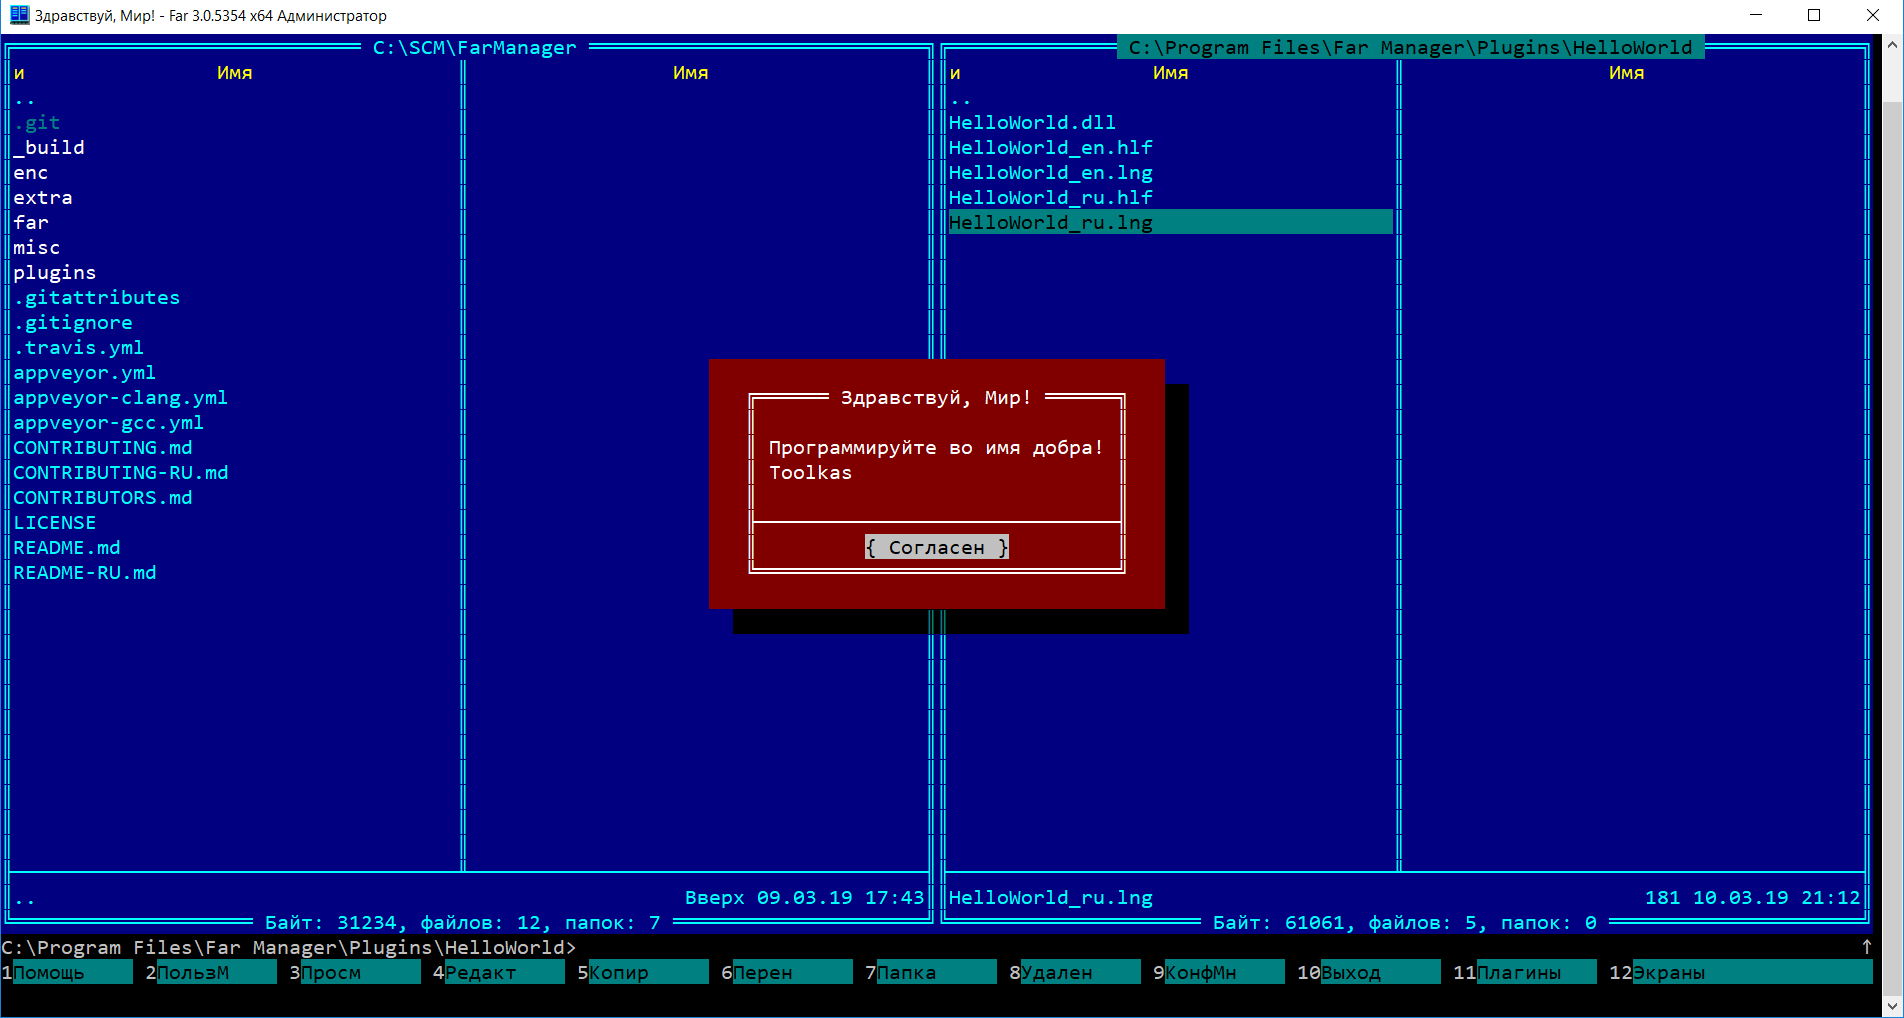 Здравствуй, Мир! - Far 3.0.5354 x64 Администратор
C:\SCM\FarManager
и Имя Имя
..
.git
_build
enc
extra
far
misc
plugins
.gitattributes
.gitignore
.travis.yml
appveyor.yml
appveyor-clang.yml
appveyor-gcc.yml
CONTRIBUTING.md
CONTRIBUTING-RU.md
CONTRIBUTORS.md
LICENSE
README.md
README-RU.md
.. Вверх 09.03.19 17:43
Байт: 31234, файлов: 12, папок: 7
C:\Program Files\Far Manager\Plugins\HelloWorld
и Имя Имя
..
HelloWorld.dll
HelloWorld_en.hlf
HelloWorld_en.lng
HelloWorld_ru.hlf
HelloWorld_ru.lng
HelloWorld_ru.lng 181 10.03.19 21:12
Байт: 61061, файлов: 5, папок: 0
Здравствуй, Мир!
Программируйте во имя добра!
Toolkas
{ Согласен }
C:\Program Files\Far Manager\Plugins\HelloWorld> ↑
1Помощь 2ПользМ 3Просм 4Редакт 5Копир 6Перен 7Папка 8Удален 9КонфМн 10Выход 11Плагины 12Экраны